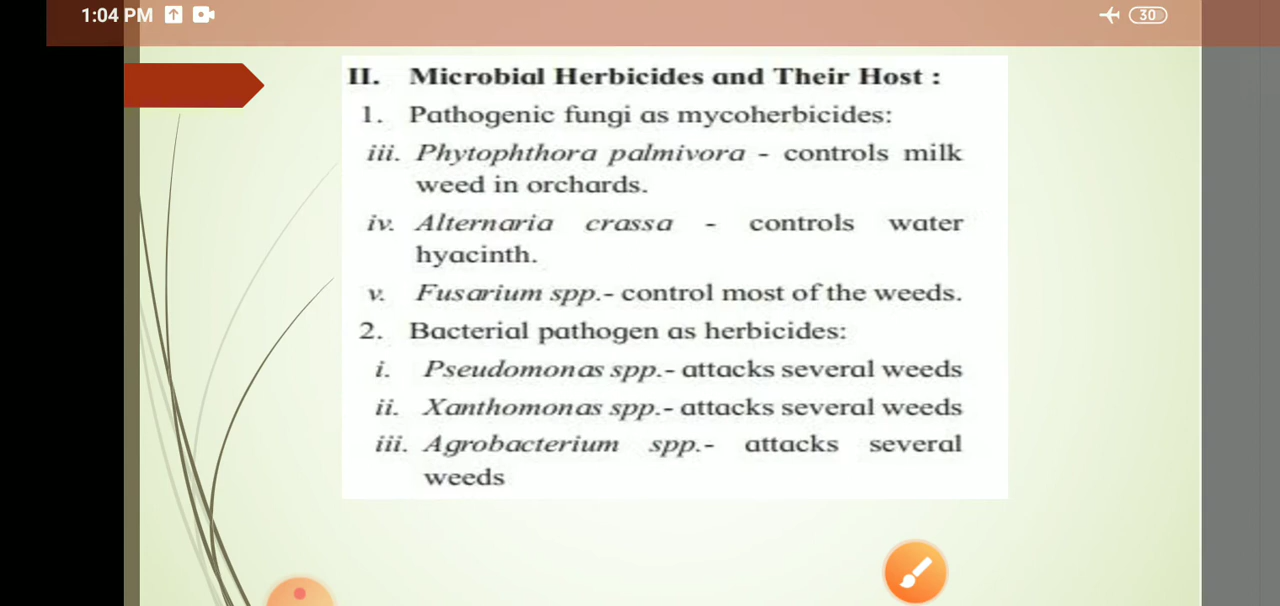 1:04 PM
30
II. Microbial Herbicides and Their Host :
1. Pathogenic fungi as mycoherbicides:
iii. Phytophthora palmivora - controls milk
weed in orchards.
iv. Alternaria crassa - controls water
hyacinth.
v. Fusarium spp.- control most of the weeds.
2. Bacterial pathogen as herbicides:
i. Pseudomonas spp.- attacks several weeds
ii. Xanthomonas spp.- attacks several weeds
iii. Agrobacterium spp.- attacks several
weeds